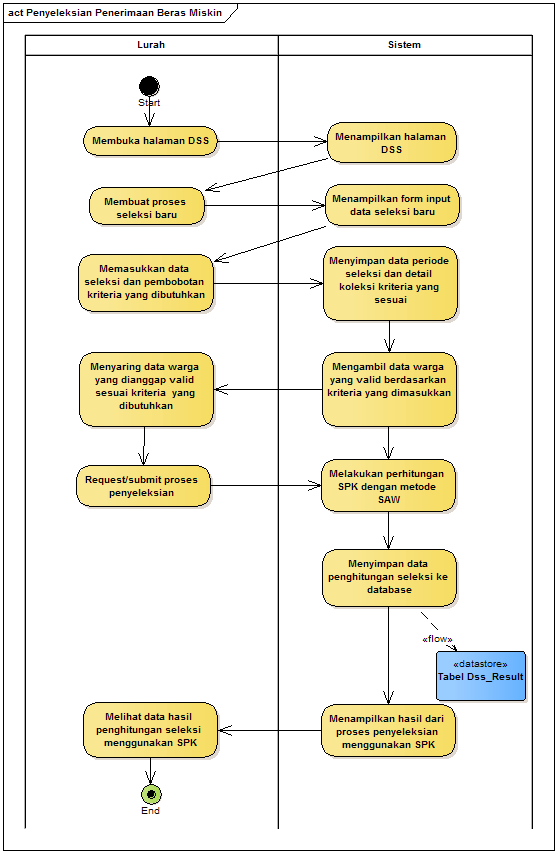 act Penyeleksian Penerimaan Beras Miskin
Lurah
Sistem
Start
Membuka halaman DSS
Menampilkan halaman
DSS
Membuat proses
seleksi baru
Menampilkan form input
data seleksi baru
Memasukkan data
seleksi dan pembobotan
kriteria yang dibutuhkan
Menyimpan data periode
seleksi dan detail
koleksi kriteria yang
sesuai
Menyaring data warga
yang dianggap valid
sesuai kriteria yang
dibutuhkan
Mengambil data warga
yang valid berdasarkan
kriteria yang dimasukkan
Request/submit proses
penyeleksian
Melakukan perhitungan
SPK dengan metode
SAW
Menyimpan data
penghitungan seleksi ke
database
«flow»
«datastore»
Tabel Dss_Result
Melihat data hasil
penghitungan seleksi
menggunakan SPK
Menampilkan hasil dari
proses penyeleksian
menggunakan SPK
End